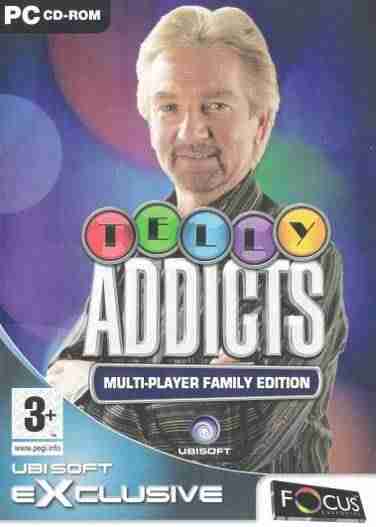 PC CD-ROM
TELLY
ADDICTS
MULTI-PLAYER FAMILY EDITION
UBISOFT
3+
www.pegi.info
UBISOFT
eXclusive
FOCUS